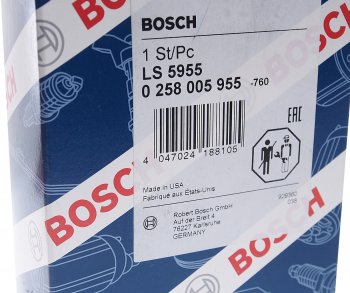 BOSCH
BOSCH
1 St/Pc
LS 5955
0 258 005 955 -760
EAC
4 047024 188105
Made in USA
Fabriqué aux États-Unis
Robert Bosch GmbH
Auf der Breit 4
76227 Karlsruhe
GERMANY
BOSCH
BOSCH